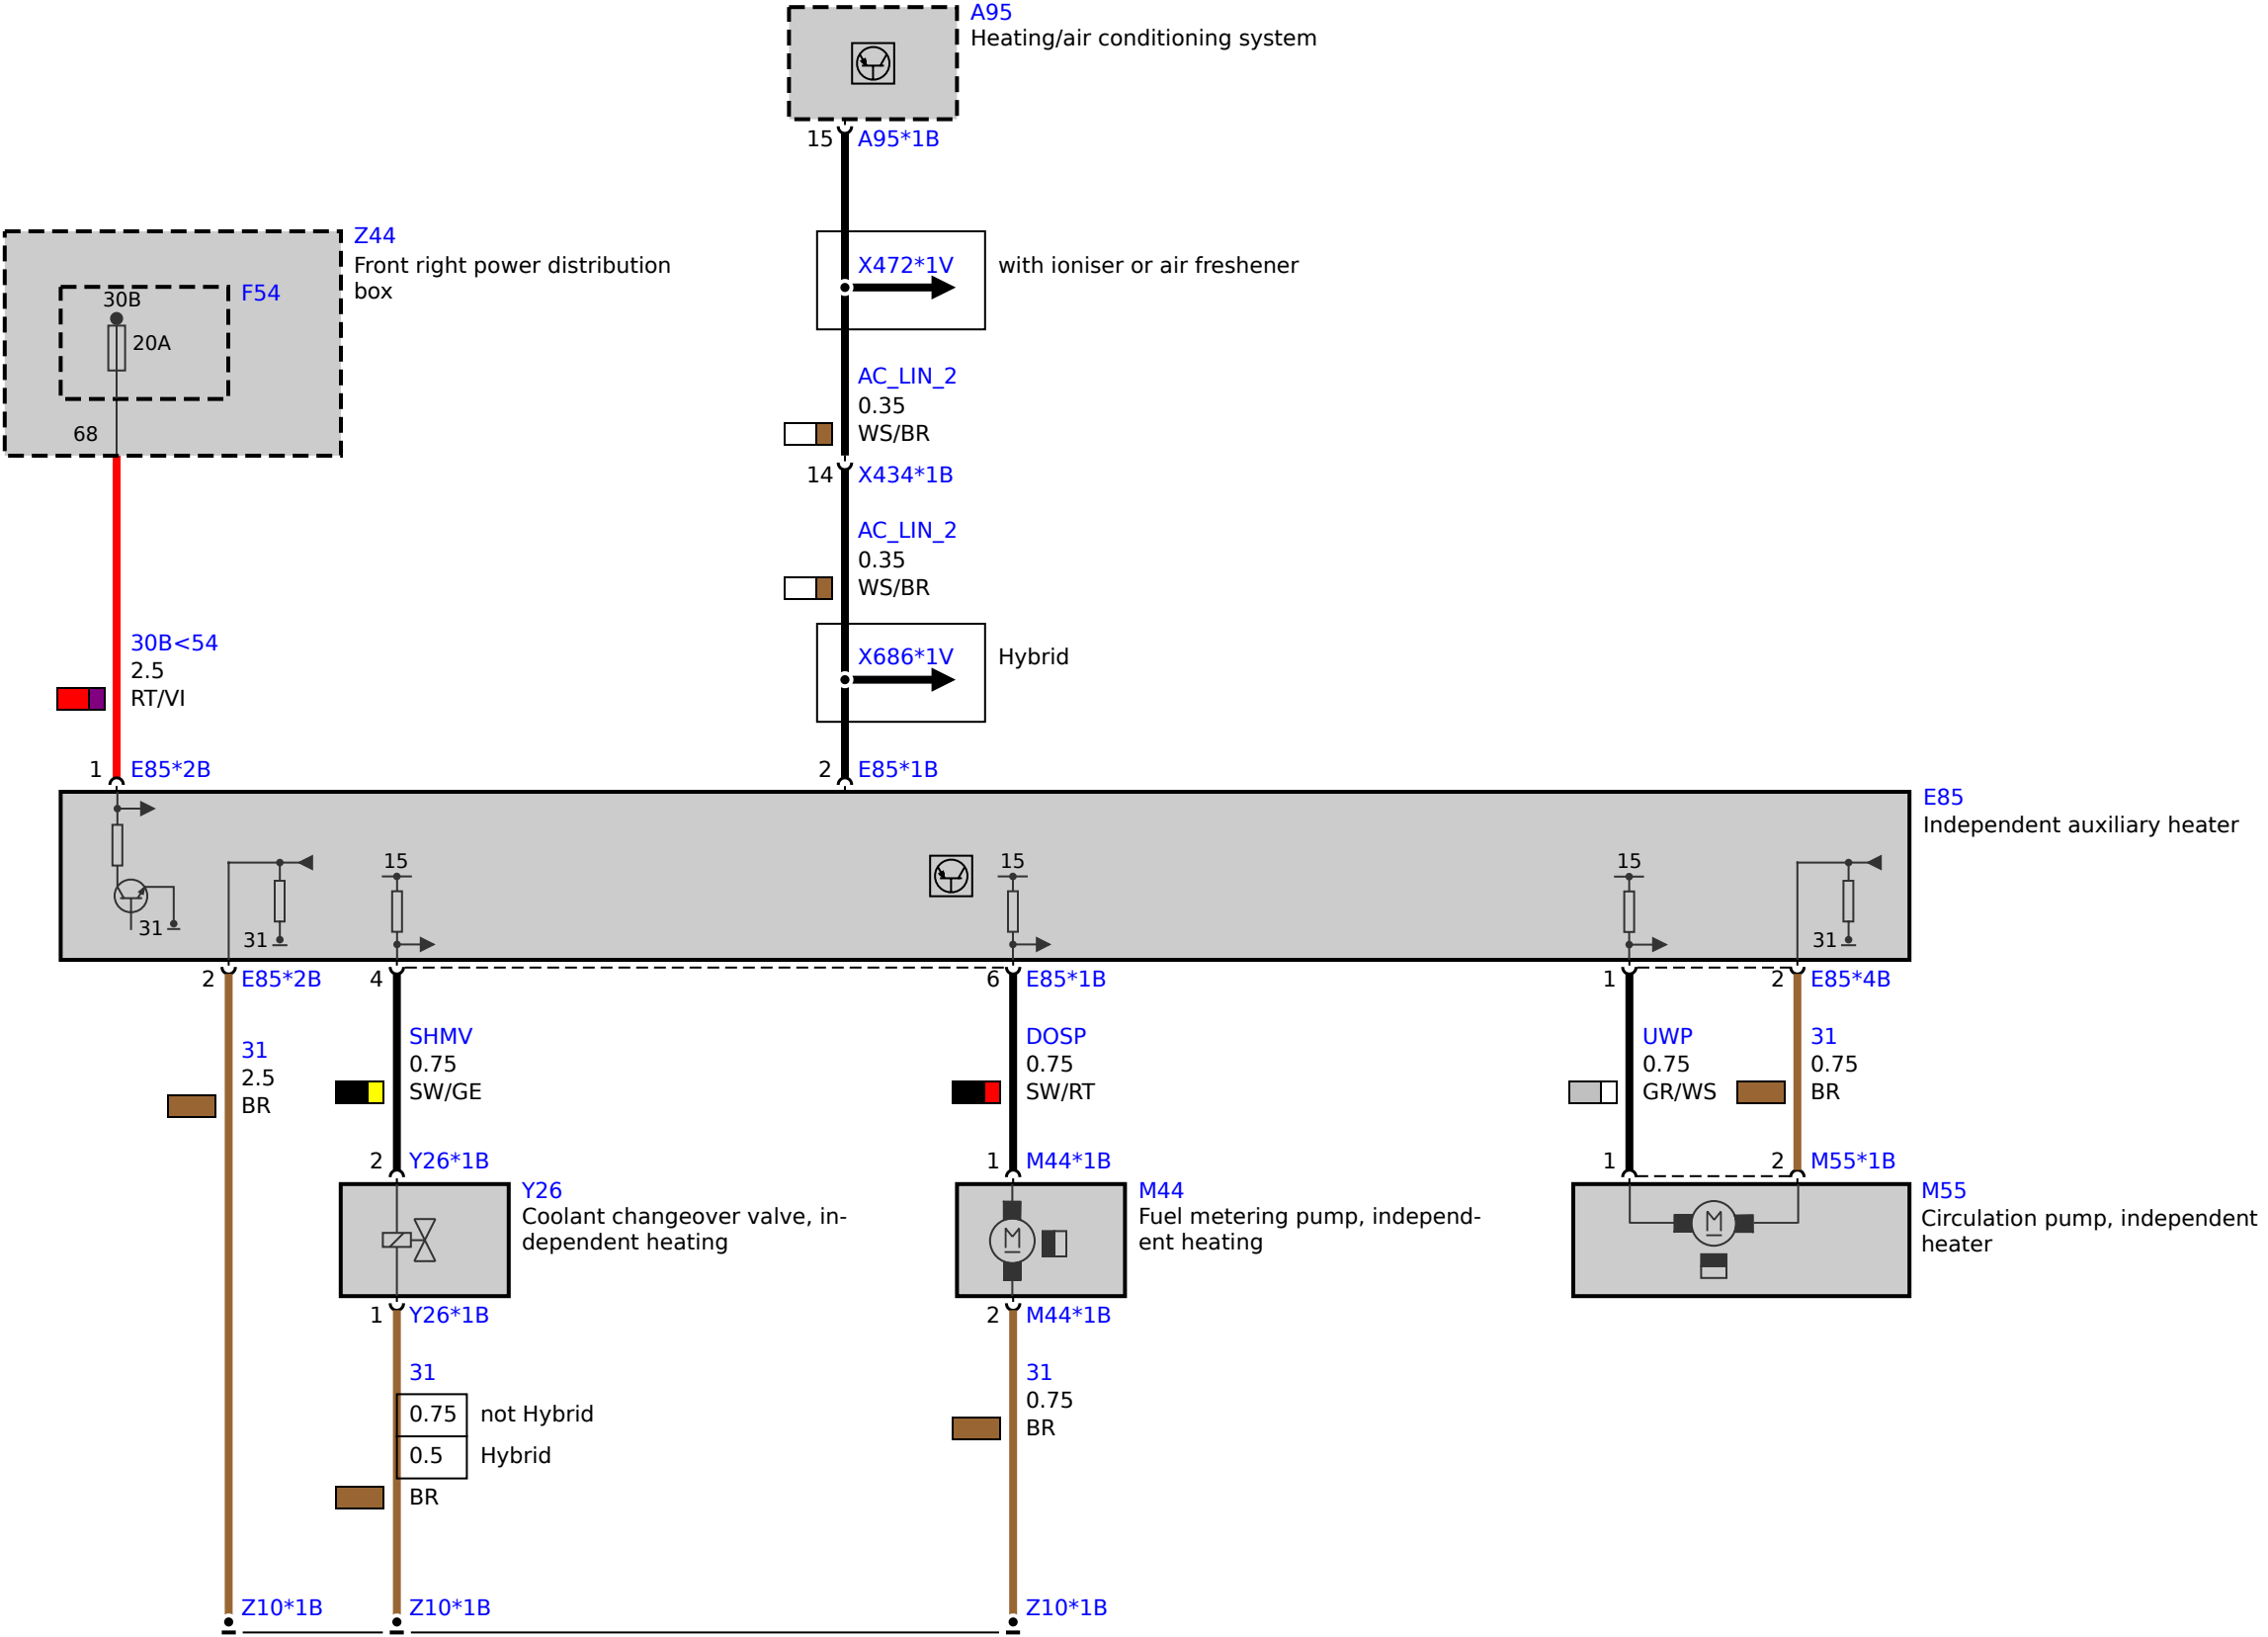 A95
Heating/air conditioning system
15 A95*1B
Z44
Front right power distribution
box
F54
30B
20A
68
X472*1V
with ioniser or air freshener
AC_LIN_2
0.35
WS/BR
14 X434*1B
AC_LIN_2
0.35
WS/BR
30B<54
2.5
RT/VI
X686*1V
Hybrid
1 E85*2B
2 E85*1B
E85
Independent auxiliary heater
31
31
15
15
15
31
2 E85*2B
4
6 E85*1B
1
2 E85*4B
31
2.5
BR
SHMV
0.75
SW/GE
DOSP
0.75
SW/RT
UWP
0.75
GR/WS
31
0.75
BR
2 Y26*1B
1 M44*1B
1
2 M55*1B
Y26
Coolant changeover valve, in-
dependent heating
M44
Fuel metering pump, independ-
ent heating
M55
Circulation pump, independent
heater
M
M
1 Y26*1B
2 M44*1B
31
0.75 not Hybrid
0.5 Hybrid
BR
31
0.75
BR
Z10*1B
Z10*1B
Z10*1B